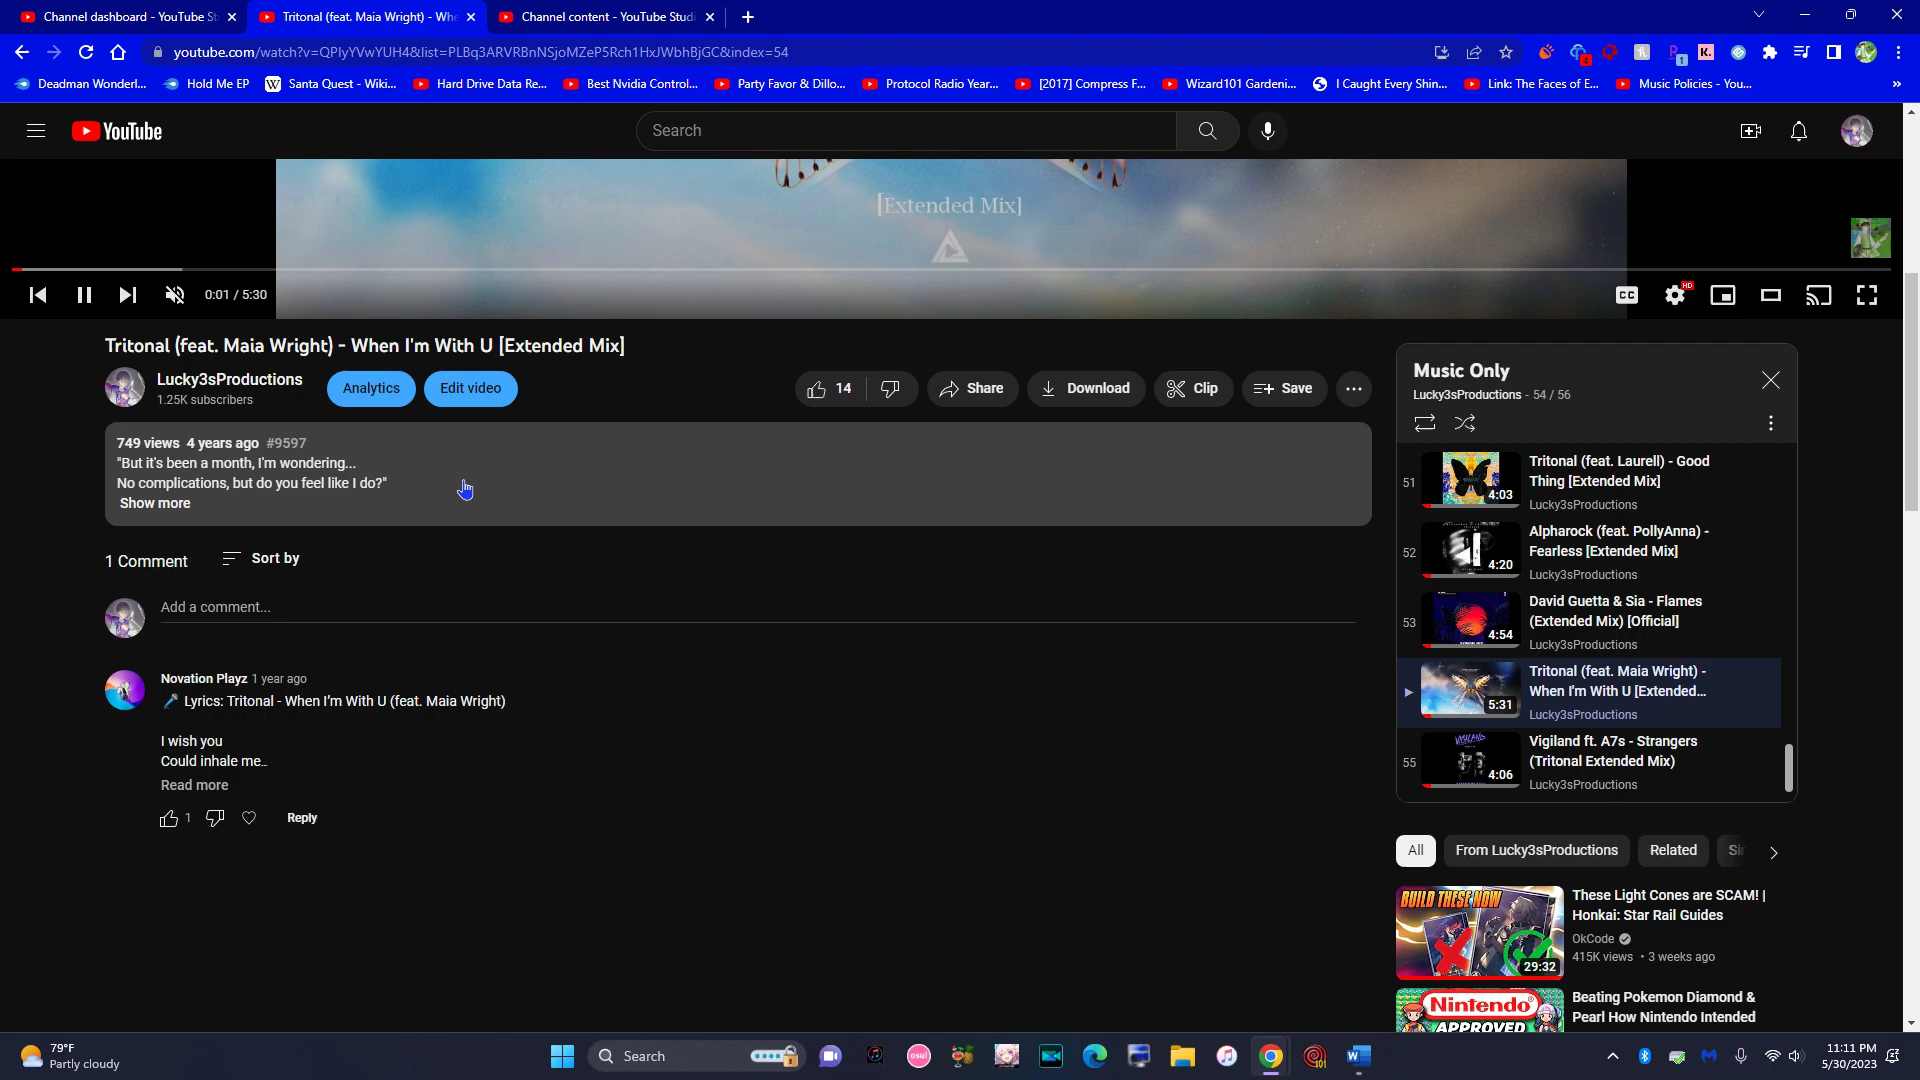 Channel dashboard - YouTube St
Tritonal (feat. Maia Wright) - Whe
Channel content - YouTube Studi
youtube.com/watch?v=QPIyYVwYUH4&list=PLBq3ARVRBnNSjoMZeP5Rch1HxJWbhBjGC&index=54
4
1
K.
Deadman Wonderl...
Hold Me EP
W
Santa Quest - Wiki...
Hard Drive Data Re...
Best Nvidia Control...
Party Favor & Dillo...
Protocol Radio Year...
[2017] Compress F...
Wizard101 Gardeni...
I Caught Every Shin...
Link: The Faces of E...
Music Policies - You...
»
YouTube
Search
[Extended Mix]
0:01 / 5:30
CC
HD
Tritonal (feat. Maia Wright) - When I'm With U [Extended Mix]
Lucky3sProductions
1.25K subscribers
Analytics
Edit video
14
Share
Download
Clip
Save
749 views 4 years ago #9597
"But it's been a month, I'm wondering...
No complications, but do you feel like I do?"
Show more
1 Comment
Sort by
Add a comment...
Novation Playz 1 year ago
🎤 Lyrics: Tritonal - When I'm With U (feat. Maia Wright)
I wish you
Could inhale me...
Read more
1
Reply
Music Only
Lucky3sProductions - 54 / 56
51
4:03
Tritonal (feat. Laurell) - Good
Thing [Extended Mix]
Lucky3sProductions
52
4:20
Alpharock (feat. PollyAnna) -
Fearless [Extended Mix]
Lucky3sProductions
53
4:54
David Guetta & Sia - Flames
(Extended Mix) [Official]
Lucky3sProductions
5:31
Tritonal (feat. Maia Wright) -
When I'm With U [Extended...
Lucky3sProductions
55
VIGILAND
4:06
Vigiland ft. A7s - Strangers
(Tritonal Extended Mix)
Lucky3sProductions
All
From Lucky3sProductions
Related
Sir
BUILD THESE NOW
29:32
These Light Cones are SCAM! |
Honkai: Star Rail Guides
OkCode
415K views • 3 weeks ago
Nintendo
APPROVED
Beating Pokemon Diamond &
Pearl How Nintendo Intended
79°F
Partly cloudy
Search
osu!
101
W
11:11 PM
5/30/2023